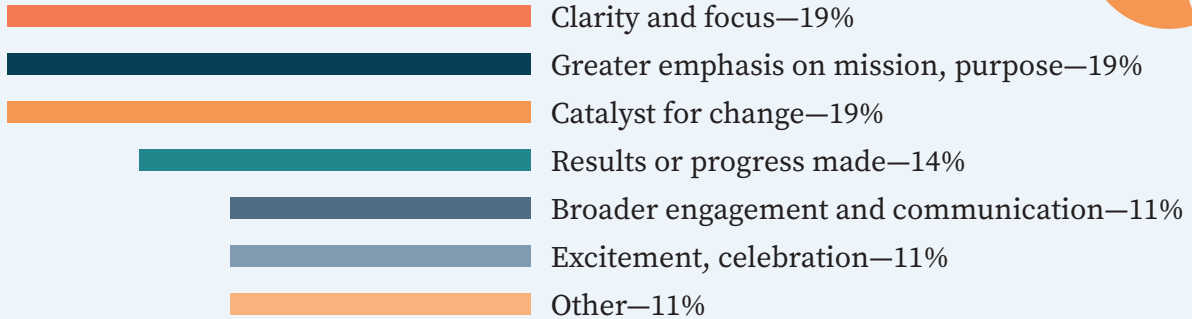 Clarity and focus—19%
Greater emphasis on mission, purpose—19%
Catalyst for change—19%
Results or progress made—14%
Broader engagement and communication—11%
Excitement, celebration—11%
Other—11%